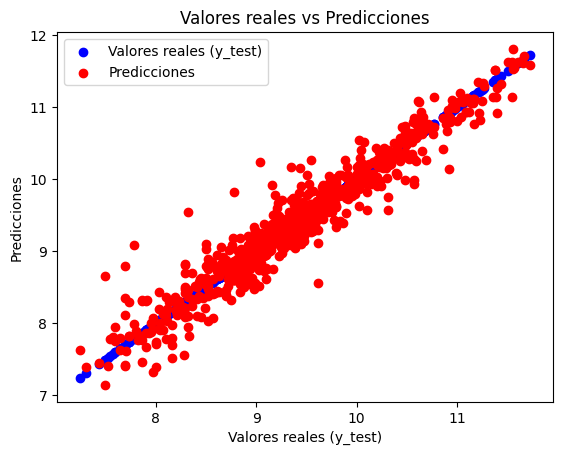 Valores reales vs Predicciones
Valores reales (y_test)
Predicciones
12
11
10
9
8
7
Predicciones
8 9 10 11
Valores reales (y_test)